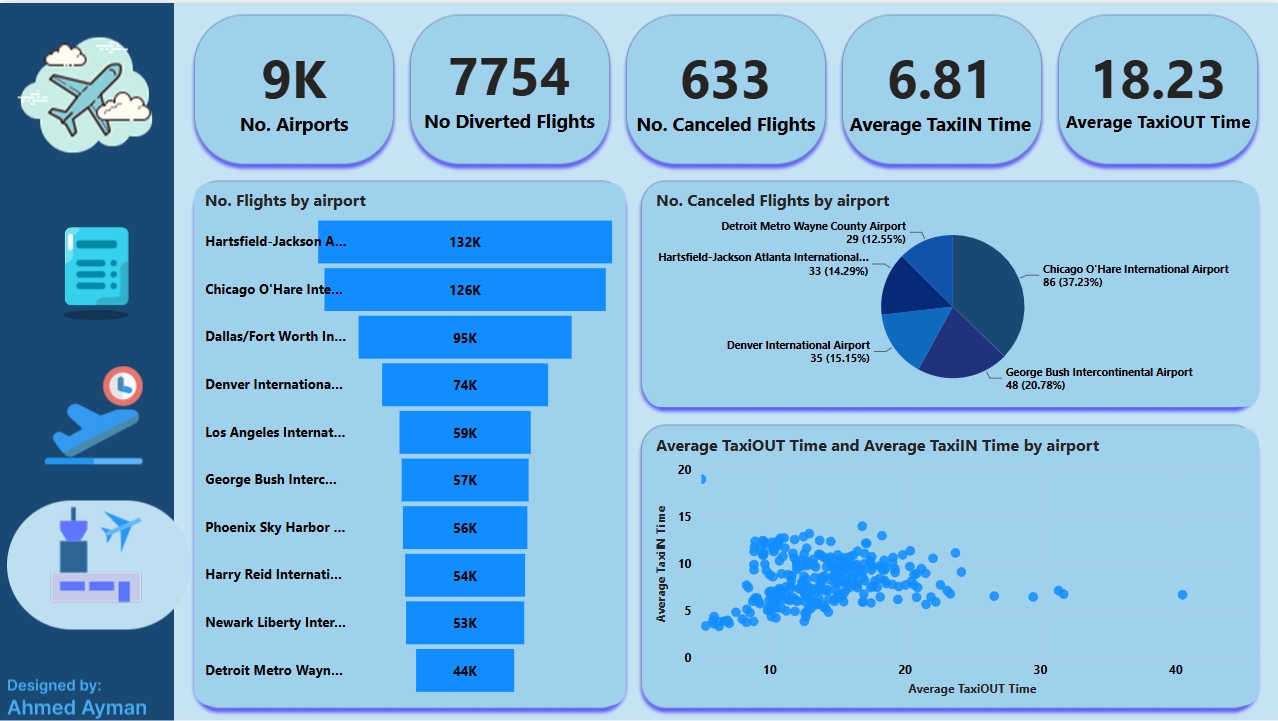 9K
No. Airports
7754
No Diverted Flights
633
No. Canceled Flights
6.81
Average TaxiIN Time
18.23
Average TaxiOUT Time
No. Flights by airport
Hartsfield-Jackson A... 132K
Chicago O'Hare Inte... 126K
Dallas/Fort Worth In... 95K
Denver Internationa... 74K
Los Angeles Internat... 59K
George Bush Interc... 57K
Phoenix Sky Harbor ... 56K
Harry Reid Internati... 54K
Newark Liberty Inter... 53K
Detroit Metro Wayn... 44K
No. Canceled Flights by airport
Detroit Metro Wayne County Airport
29 (12.55%)
Hartsfield-Jackson Atlanta International...
33 (14.29%)
Denver International Airport
35 (15.15%)
Chicago O'Hare International Airport
86 (37.23%)
George Bush Intercontinental Airport
48 (20.78%)
Average TaxiOUT Time and Average TaxiIN Time by airport
Average TaxiIN Time
20
15
10
5
0
10 20 30 40
Average TaxiOUT Time
Designed by:
Ahmed Ayman